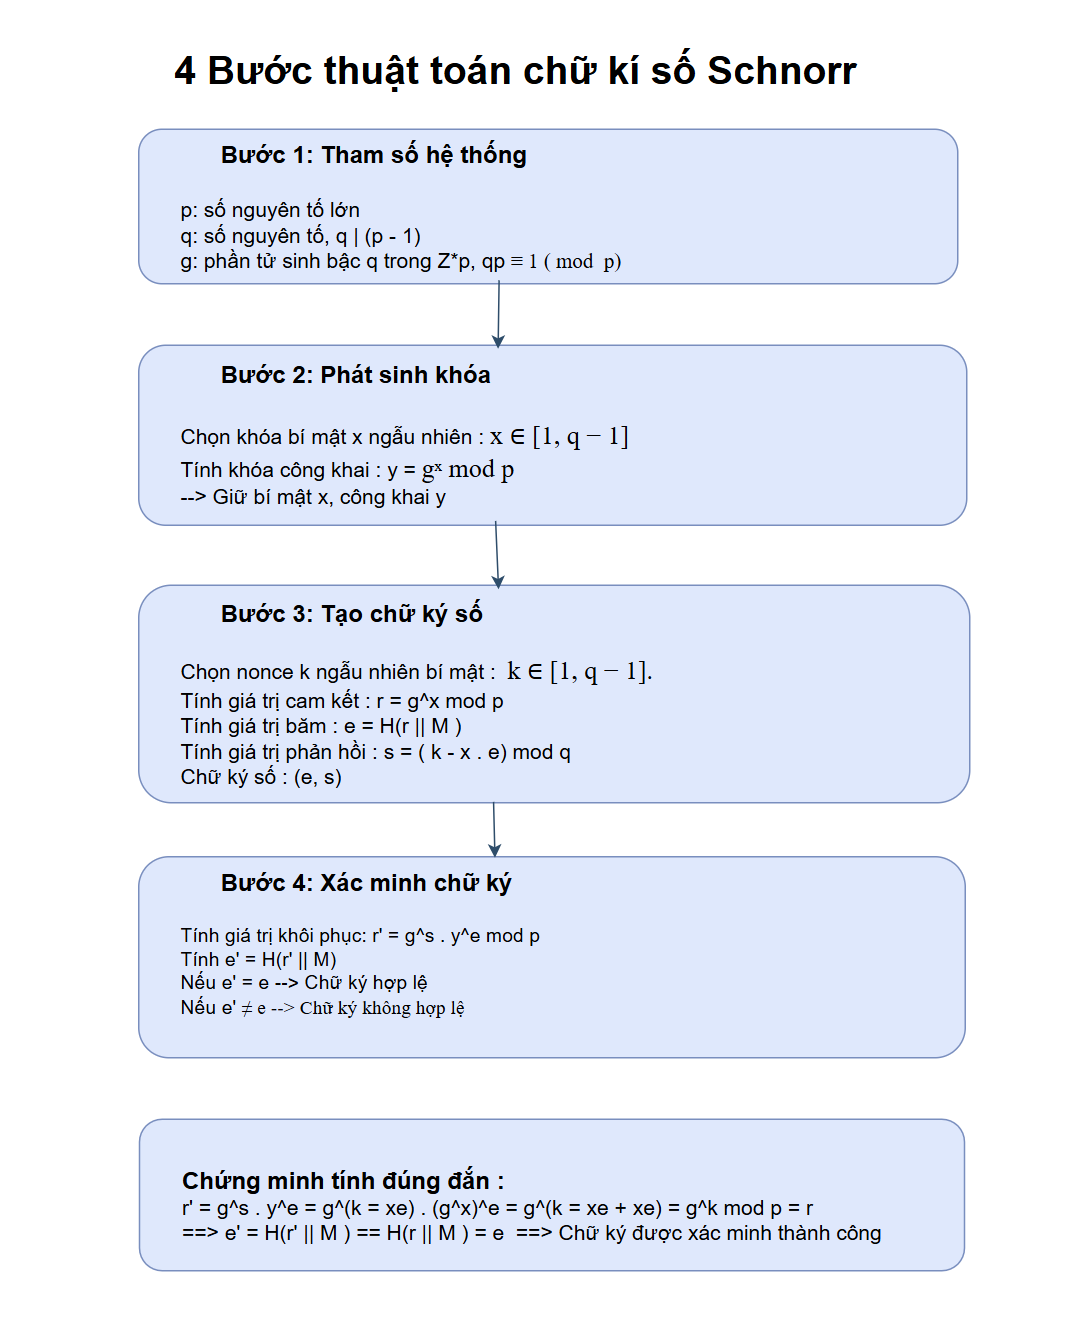 4 Bước thuật toán chữ kí số Schnorr
Bước 1: Tham số hệ thống
p: số nguyên tố lớn
q: số nguyên tố, q | (p - 1)
g: phần tử sinh bậc q trong Z*p, qp ≡ 1 ( mod  p)
Bước 2: Phát sinh khóa
Chọn khóa bí mật x ngẫu nhiên : x ∈ [1, q − 1]
Tính khóa công khai : y = gˣ mod p
--> Giữ bí mật x, công khai y
Bước 3: Tạo chữ ký số
Chọn nonce k ngẫu nhiên bí mật :  k ∈ [1, q − 1].
Tính giá trị cam kết : r = g^x mod p
Tính giá trị băm : e = H(r || M )
Tính giá trị phản hồi : s = ( k - x . e) mod q
Chữ ký số : (e, s)
Bước 4: Xác minh chữ ký
Tính giá trị khôi phục: r' = g^s . y^e mod p
Tính e' = H(r' || M)
Nếu e' = e --> Chữ ký hợp lệ
Nếu e' ≠ e --> Chữ ký không hợp lệ
Chứng minh tính đúng đắn :
r' = g^s . y^e = g^(k = xe) . (g^x)^e = g^(k = xe + xe) = g^k mod p = r
==> e' = H(r' || M ) == H(r || M ) = e  ==> Chữ ký được xác minh thành công